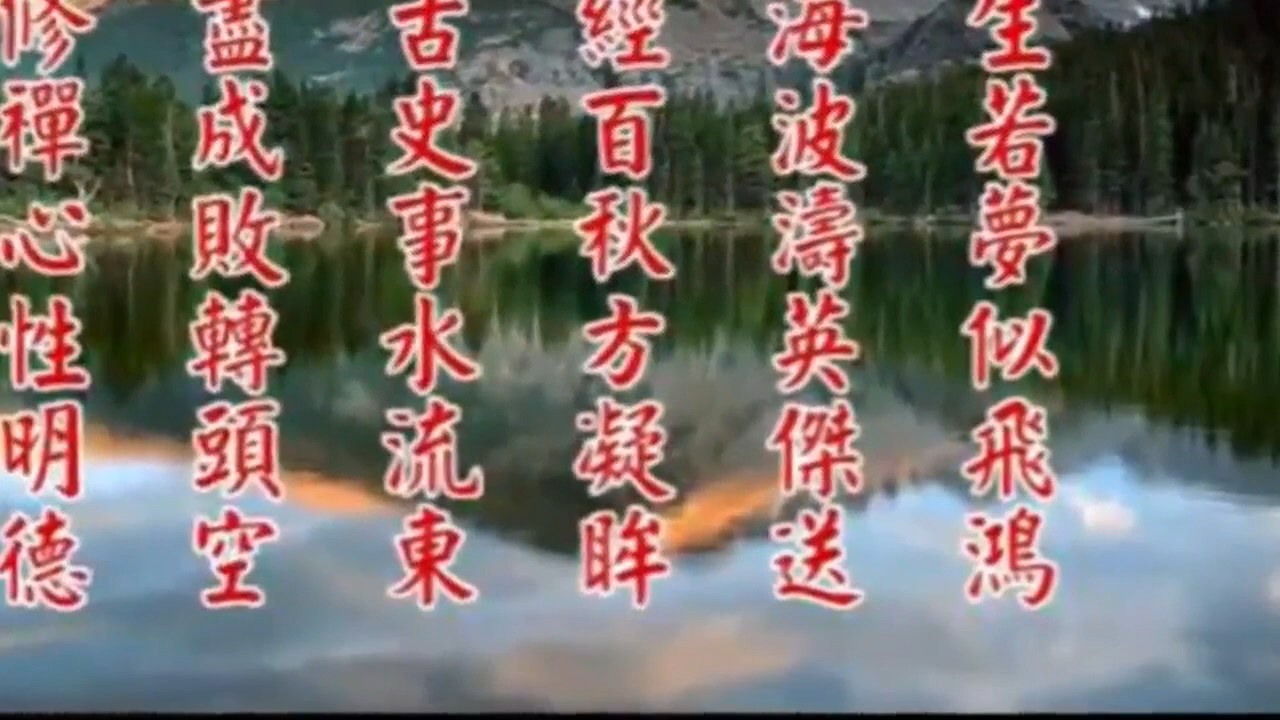 生若夢似飛鴻
海波濤英傑送
經百秋方凝眸
古史事水流東
盡成敗轉頭空
修禪心性明德